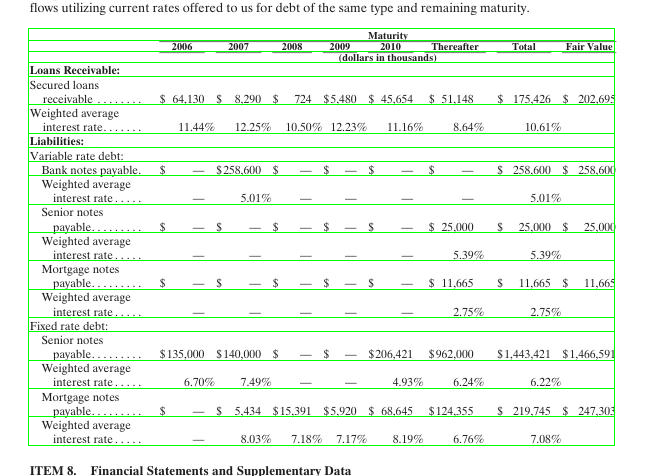 flows utilizing current rates offered to us for debt of the same type and remaining maturity.
Maturity
2006 2007 2008 2009 2010 Thereafter Total Fair Value
(dollars in thousands)
Loans Receivable:
Secured loans
receivable ........ $ 64,130 $ 8,290 $ 724 $5,480 $ 45,654 $ 51,148 $ 175,426 $ 202,695
Weighted average
interest rate....... 11.44% 12.25% 10.50% 12.23% 11.16% 8.64% 10.61%
Liabilities:
Variable rate debt:
Bank notes payable. $ — $258,600 $ — $ — $ — $ — $ 258,600 $ 258,600
Weighted average
interest rate..... — 5.01% — — — — 5.01%
Senior notes
payable......... $ — $ — $ — $ — $ — $ 25,000 $ 25,000 $ 25,000
Weighted average
interest rate..... — — — — — 5.39% 5.39%
Mortgage notes
payable......... $ — $ — $ — $ — $ — $ 11,665 $ 11,665 $ 11,665
Weighted average
interest rate..... — — — — — 2.75% 2.75%
Fixed rate debt:
Senior notes
payable......... $135,000 $140,000 $ — $ — $206,421 $962,000 $1,443,421 $1,466,591
Weighted average
interest rate..... 6.70% 7.49% — — 4.93% 6.24% 6.22%
Mortgage notes
payable......... $ — $ 5,434 $15,391 $5,920 $ 68,645 $124,355 $ 219,745 $ 247,303
Weighted average
interest rate..... — 8.03% 7.18% 7.17% 8.19% 6.76% 7.08%
ITEM 8. Financial Statements and Supplementary Data